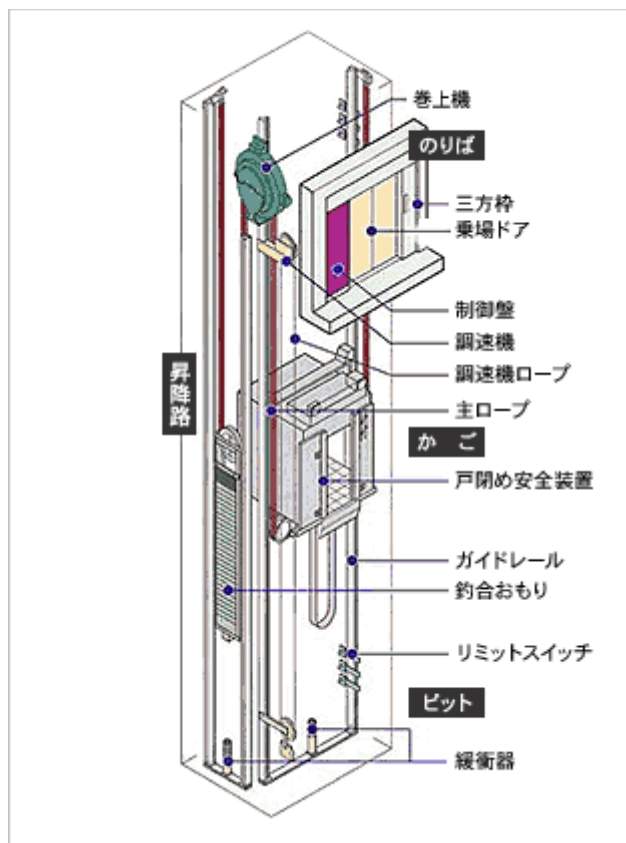 巻上機
のりば
三方枠
乗場ドア
制御盤
調速機
調速機ロープ
昇降路
主ロープ
かご
戸閉め安全装置
ガイドレール
釣合おもり
リミットスイッチ
ピット
緩衝器